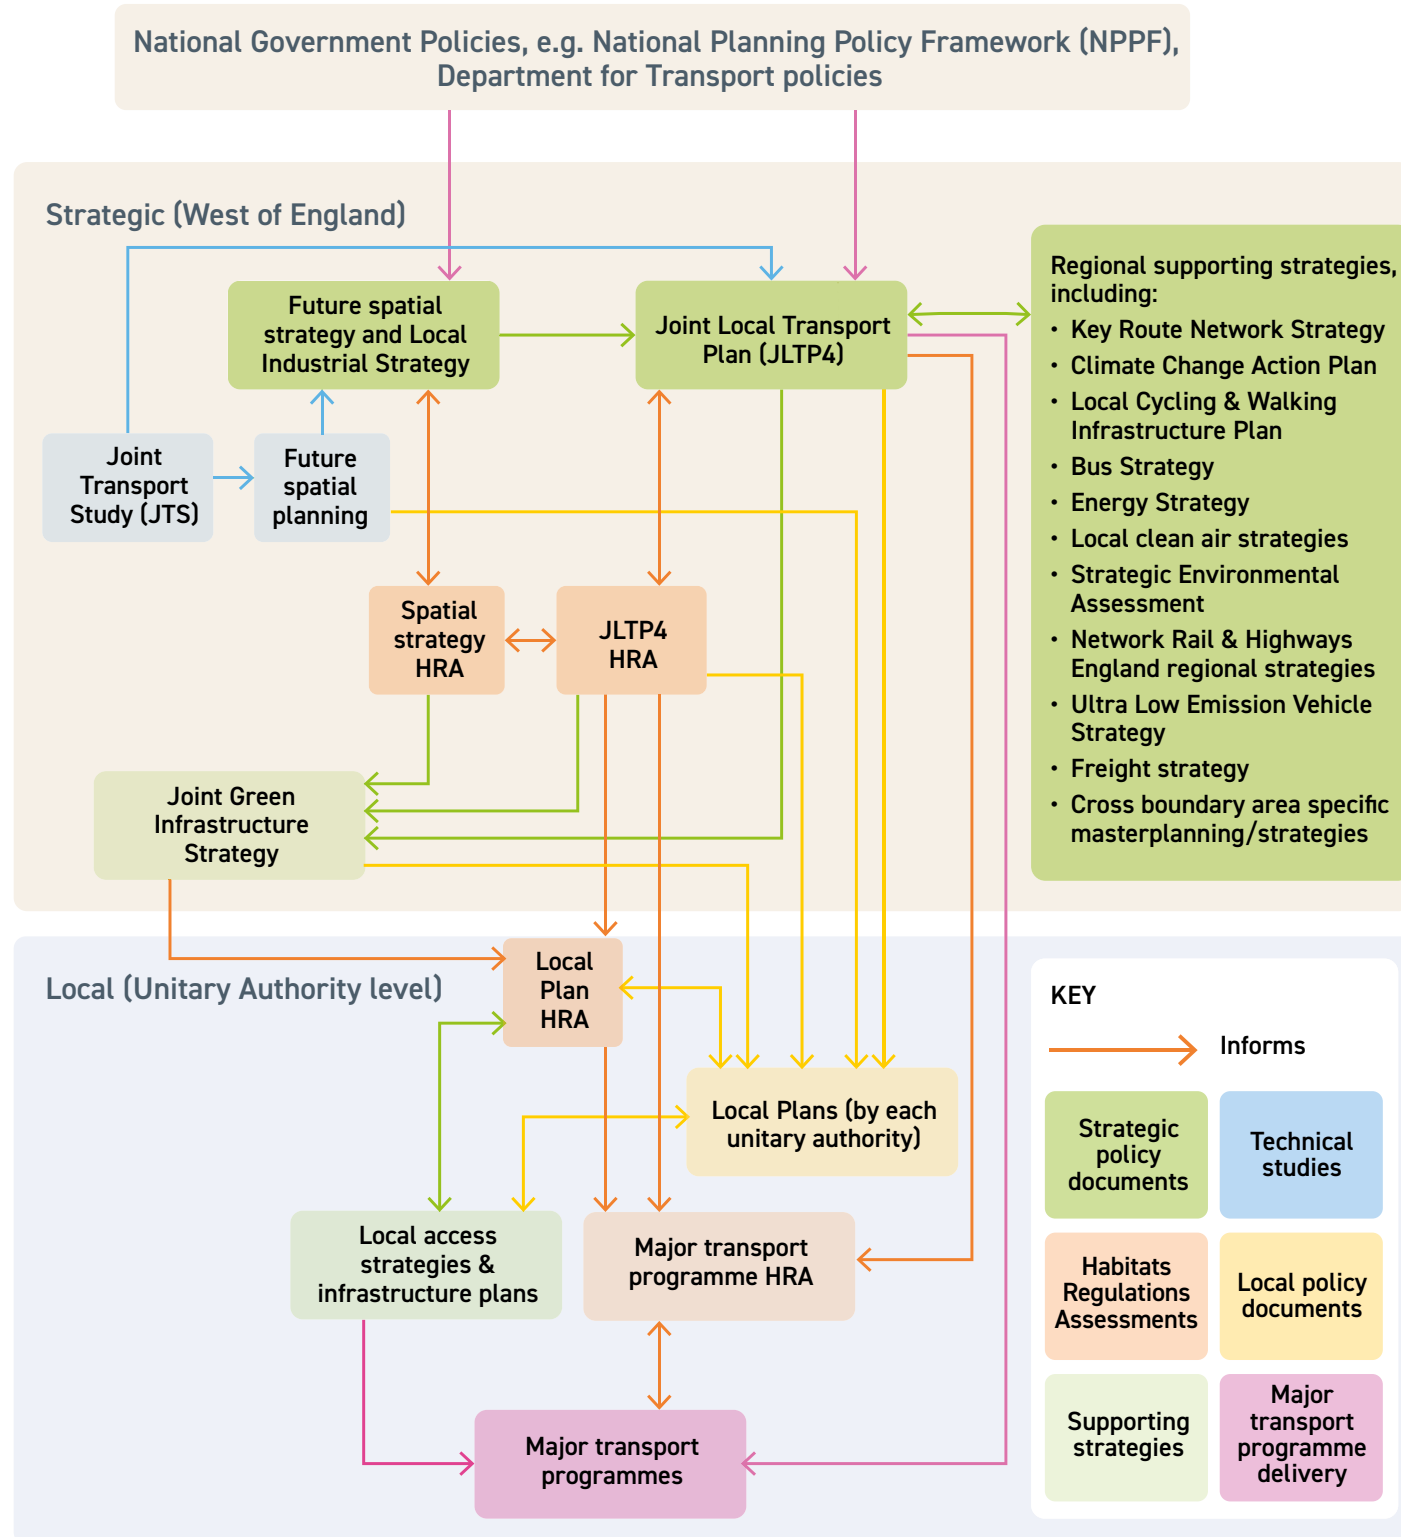 National Government Policies, e.g. National Planning Policy Framework (NPPF),
Department for Transport policies
Strategic (West of England)
Future spatial
strategy and Local
Industrial Strategy
Joint Local Transport
Plan (JLTP4)
Regional supporting strategies,
including:
• Key Route Network Strategy
• Climate Change Action Plan
• Local Cycling & Walking
Infrastructure Plan
• Bus Strategy
• Energy Strategy
• Local clean air strategies
• Strategic Environmental
Assessment
• Network Rail & Highways
England regional strategies
• Ultra Low Emission Vehicle
Strategy
• Freight strategy
• Cross boundary area specific
masterplanning/strategies
Joint
Transport
Study (JTS)
Future
spatial
planning
Spatial
strategy
HRA
JLTP4
HRA
Joint Green
Infrastructure
Strategy
Local (Unitary Authority level)
Local
Plan
HRA
Local Plans (by each
unitary authority)
Local access
strategies &
infrastructure plans
Major transport
programme HRA
Major transport
programmes
KEY
Informs
Strategic
policy
documents
Technical
studies
Habitats
Regulations
Assessments
Local policy
documents
Supporting
strategies
Major
transport
programme
delivery